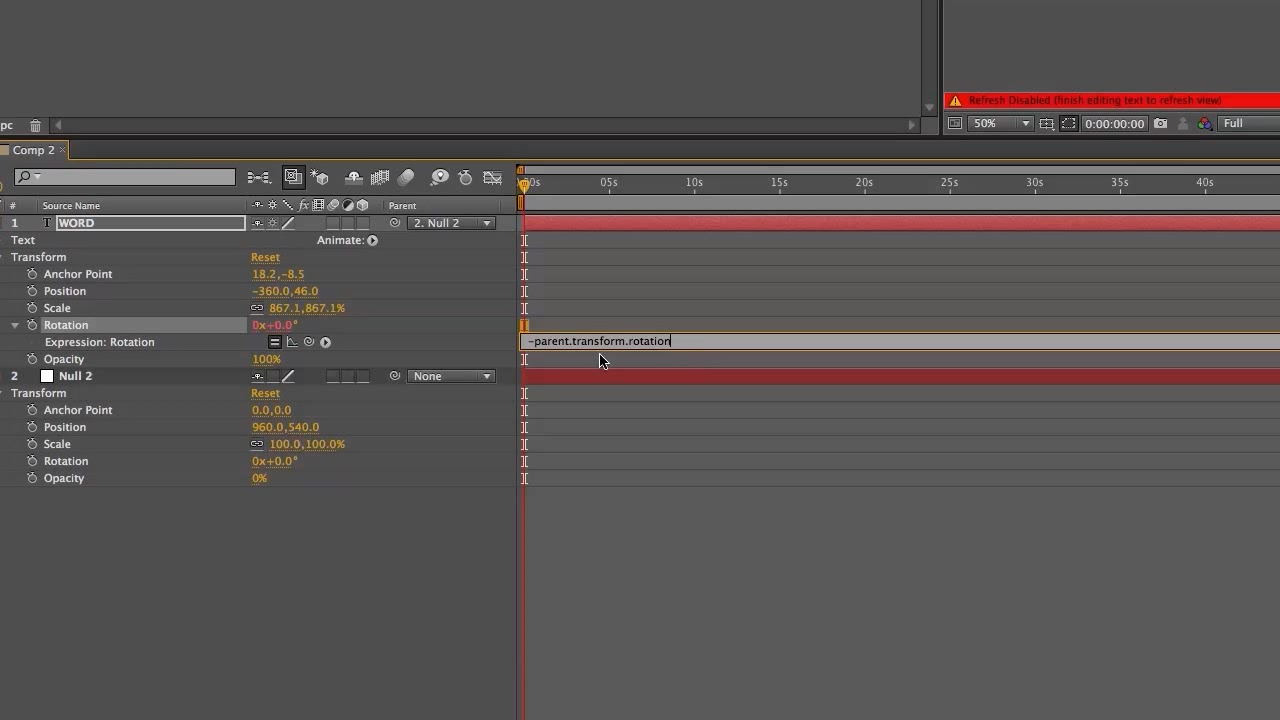 Refresh Disabled (finish editing text to refresh view)
pc
50% 0:00:00:00 Full
Comp 2 ×
00s 05s 10s 15s 20s 25s 30s 35s 40s
# Source Name fx Parent
1 T WORD 2. Null 2
Text Animate:
Transform Reset
Anchor Point 18.2,-8.5
Position -360.0,46.0
Scale 867.1,867.1%
Rotation 0x+0.0°
Expression: Rotation -parent.transform.rotation
Opacity 100%
2 Null 2 None
Transform Reset
Anchor Point 0.0,0.0
Position 960.0,540.0
Scale 100.0,100.0%
Rotation 0x+0.0°
Opacity 0%